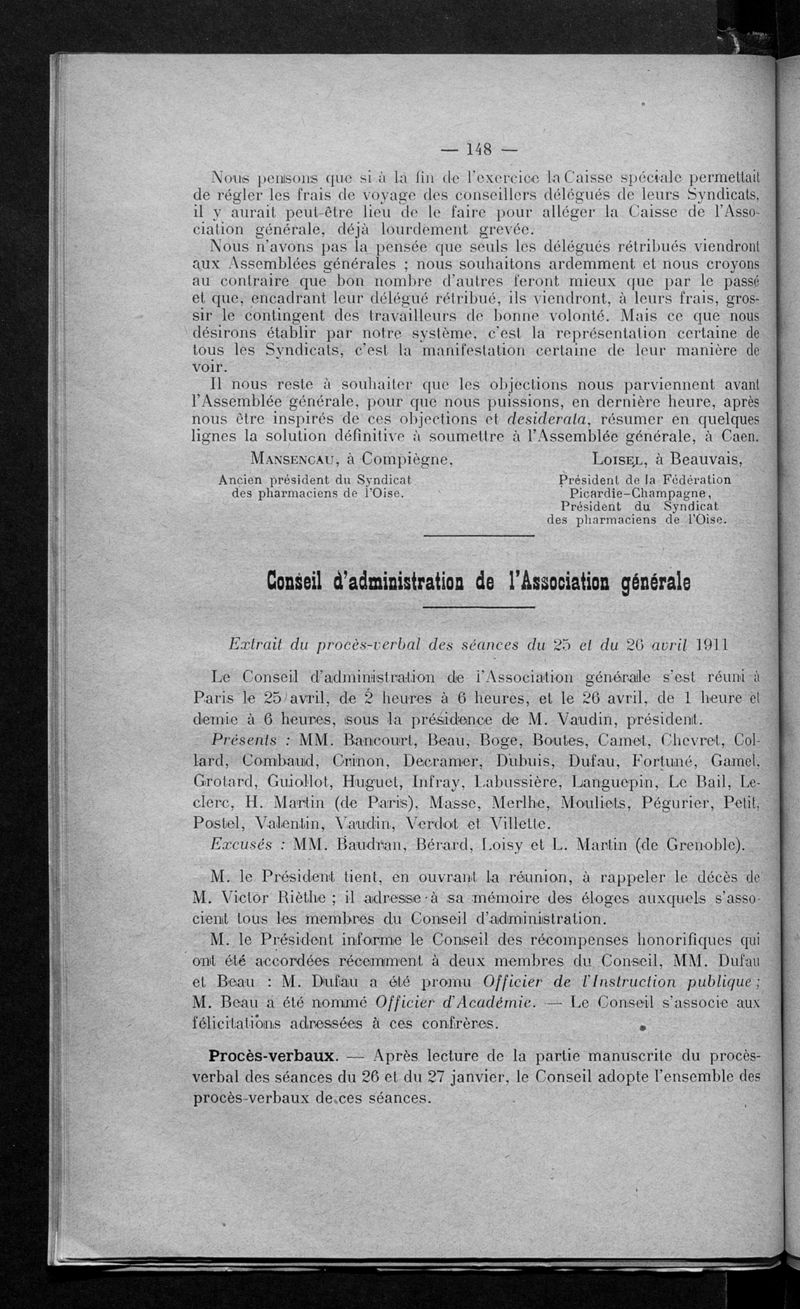 — 148 —
Nous pensons que si à la fin de l'exercice la Caisse spéciale permettait
de régler les frais de voyage des conseillers délégués de leurs Syndicats,
il y aurait peut-être lieu de le faire pour alléger la Caisse de l'Asso-
ciation générale, déjà lourdement grevée.
Nous n'avons pas la pensée que seuls les délégués rétribués viendront
aux Assemblées générales ; nous souhaitons ardemment et nous croyons
au contraire que bon nombre d'autres feront mieux que par le passé
et que, encadrant leur délégué rétribué, ils viendront, à leurs frais, gros-
sir le contingent des travailleurs de bonne volonté. Mais ce que nous
désirons établir par notre système, c'est la représentation certaine de
tous les Syndicats, c'est la manifestation certaine de leur manière de
voir.
Il nous reste à souhaiter que les objections nous parviennent avant
l'Assemblée générale, pour que nous puissions, en dernière heure, après
nous être inspirés de ces objections et desiderata, résumer en quelques
lignes la solution définitive à soumettre à l'Assemblée générale, à Caen.
MANSENCAU, à Compiègne,
Ancien président du Syndicat
des pharmaciens de l'Oise.
LOISEL, à Beauvais,
Président de la Fédération
Picardie-Champagne,
Président du Syndicat
des pharmaciens de l'Oise.
Conseil d'administration de l'Association générale
Extrait du procès-verbal des séances du 25 et du 26 avril 1911
Le Conseil d'administration de l'Association générale s'est réuni à
Paris le 25 avril, de 2 heures à 6 heures, et le 26 avril, de 1 heure et
demie à 6 heures, sous la présidence de M. Vaudin, président.
Présents : MM. Bancourt, Beau, Boge, Boutes, Camet, Chevret, Col-
lard, Combaud, Crinon, Decramer, Dubuis, Dufau, Fortuné, Gamel,
Grotard, Guiollot, Huguet, Infray, Labussière, Languepin, Le Bail, Le-
clerc, H. Martin (de Paris), Masse, Merlhe, Mouliets, Pégurier, Petit,
Postel, Valentin, Vaudin, Verdot et Villette.
Excusés : MM. Baudran, Bérard, Loisy et L. Martin (de Grenoble).
M. le Président tient, en ouvrant la réunion, à rappeler le décès de
M. Victor Rièthe ; il adresse à sa mémoire des éloges auxquels s'asso-
cient tous les membres du Conseil d'administration.
M. le Président informe le Conseil des récompenses honorifiques qui
ont été accordées récemment à deux membres du Conseil, MM. Dufau
et Beau : M. Dufau a été promu Officier de l'Instruction publique ;
M. Beau a été nommé Officier d'Académie. — Le Conseil s'associe aux
félicitations adressées à ces confrères.
Procès-verbaux. — Après lecture de la partie manuscrite du procès-
verbal des séances du 26 et du 27 janvier, le Conseil adopte l'ensemble des
procès-verbaux de ces séances.